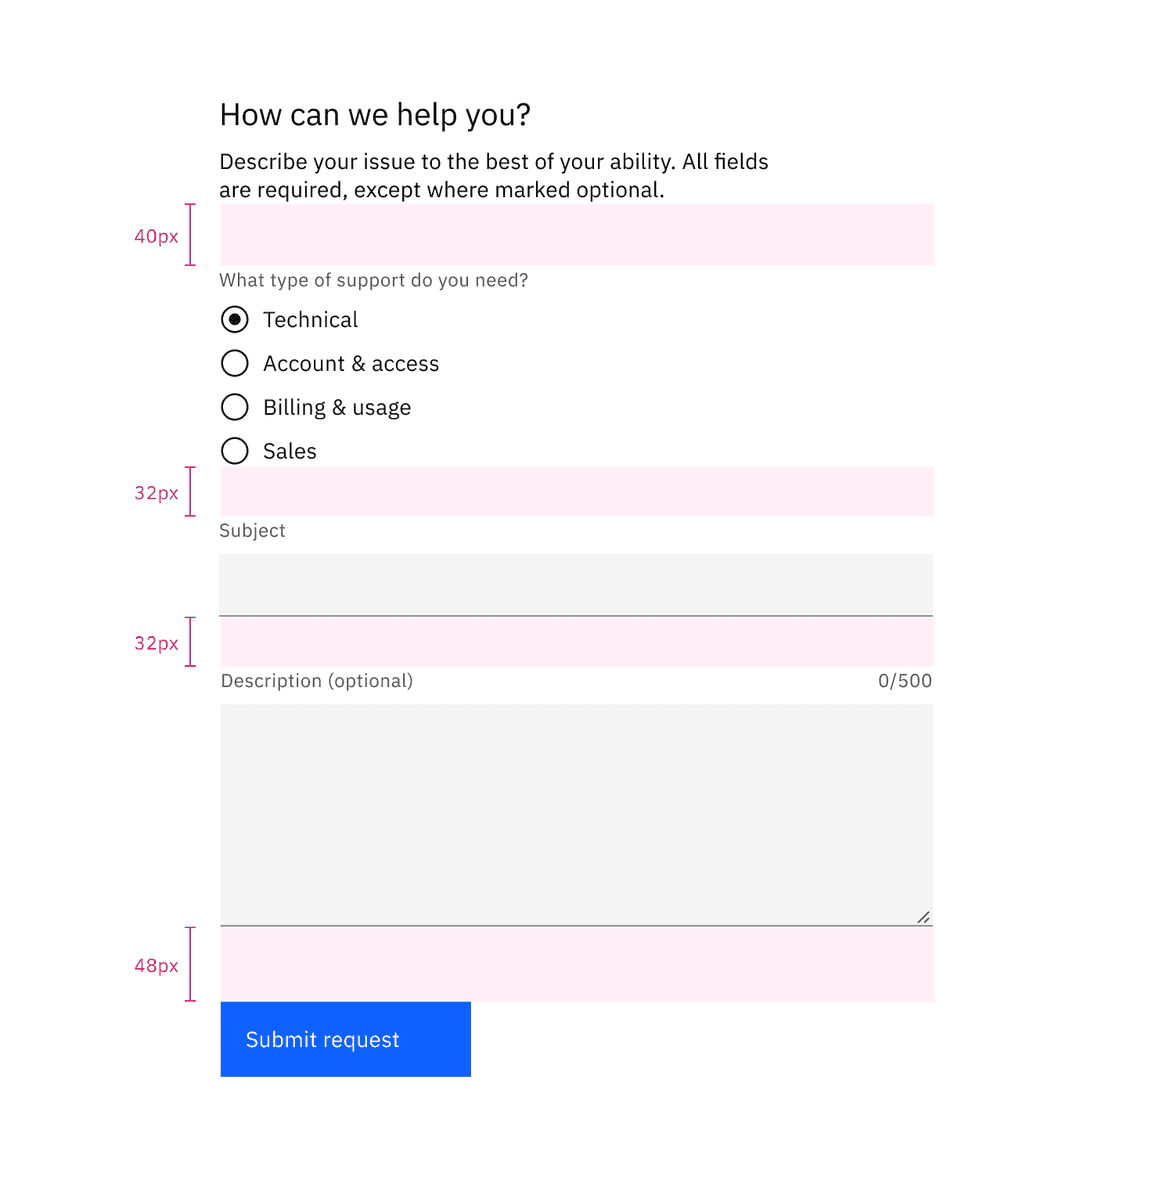 How can we help you?
Describe your issue to the best of your ability. All fields
are required, except where marked optional.
40px
What type of support do you need?
Technical
Account & access
Billing & usage
Sales
32px
Subject
32px
Description (optional) 0/500
48px
Submit request